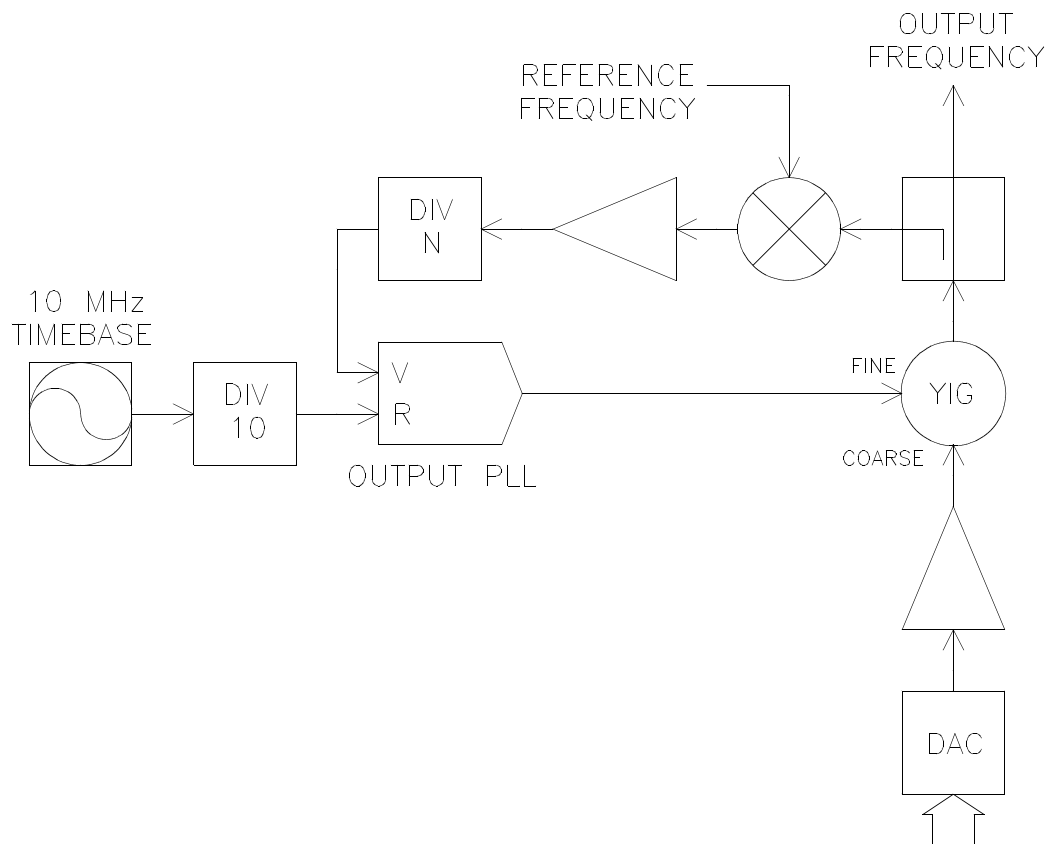 OUTPUT
FREQUENCY
REFERENCE
FREQUENCY
DIV
N
10 MHz
TIMEBASE
DIV
10
V
R
OUTPUT PLL
FINE
YIG
COARSE
DAC